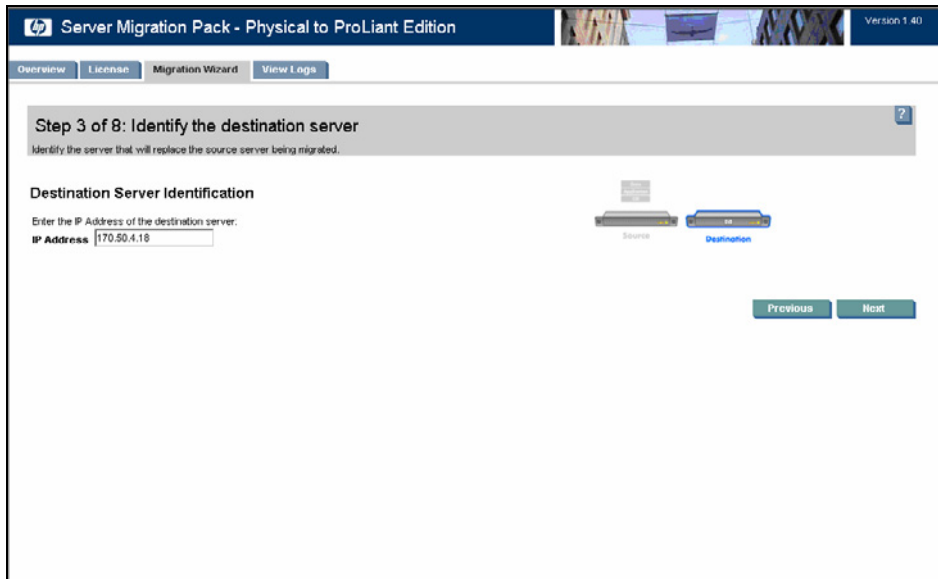 hp Server Migration Pack - Physical to ProLiant Edition
Version 1.40
Overview License Migration Wizard View Logs
Step 3 of 8: Identify the destination server
?
Identify the server that will replace the source server being migrated.
Destination Server Identification
Enter the IP Address of the destination server:
IP Address 170.50.4.18
Source
Destination
Previous Next